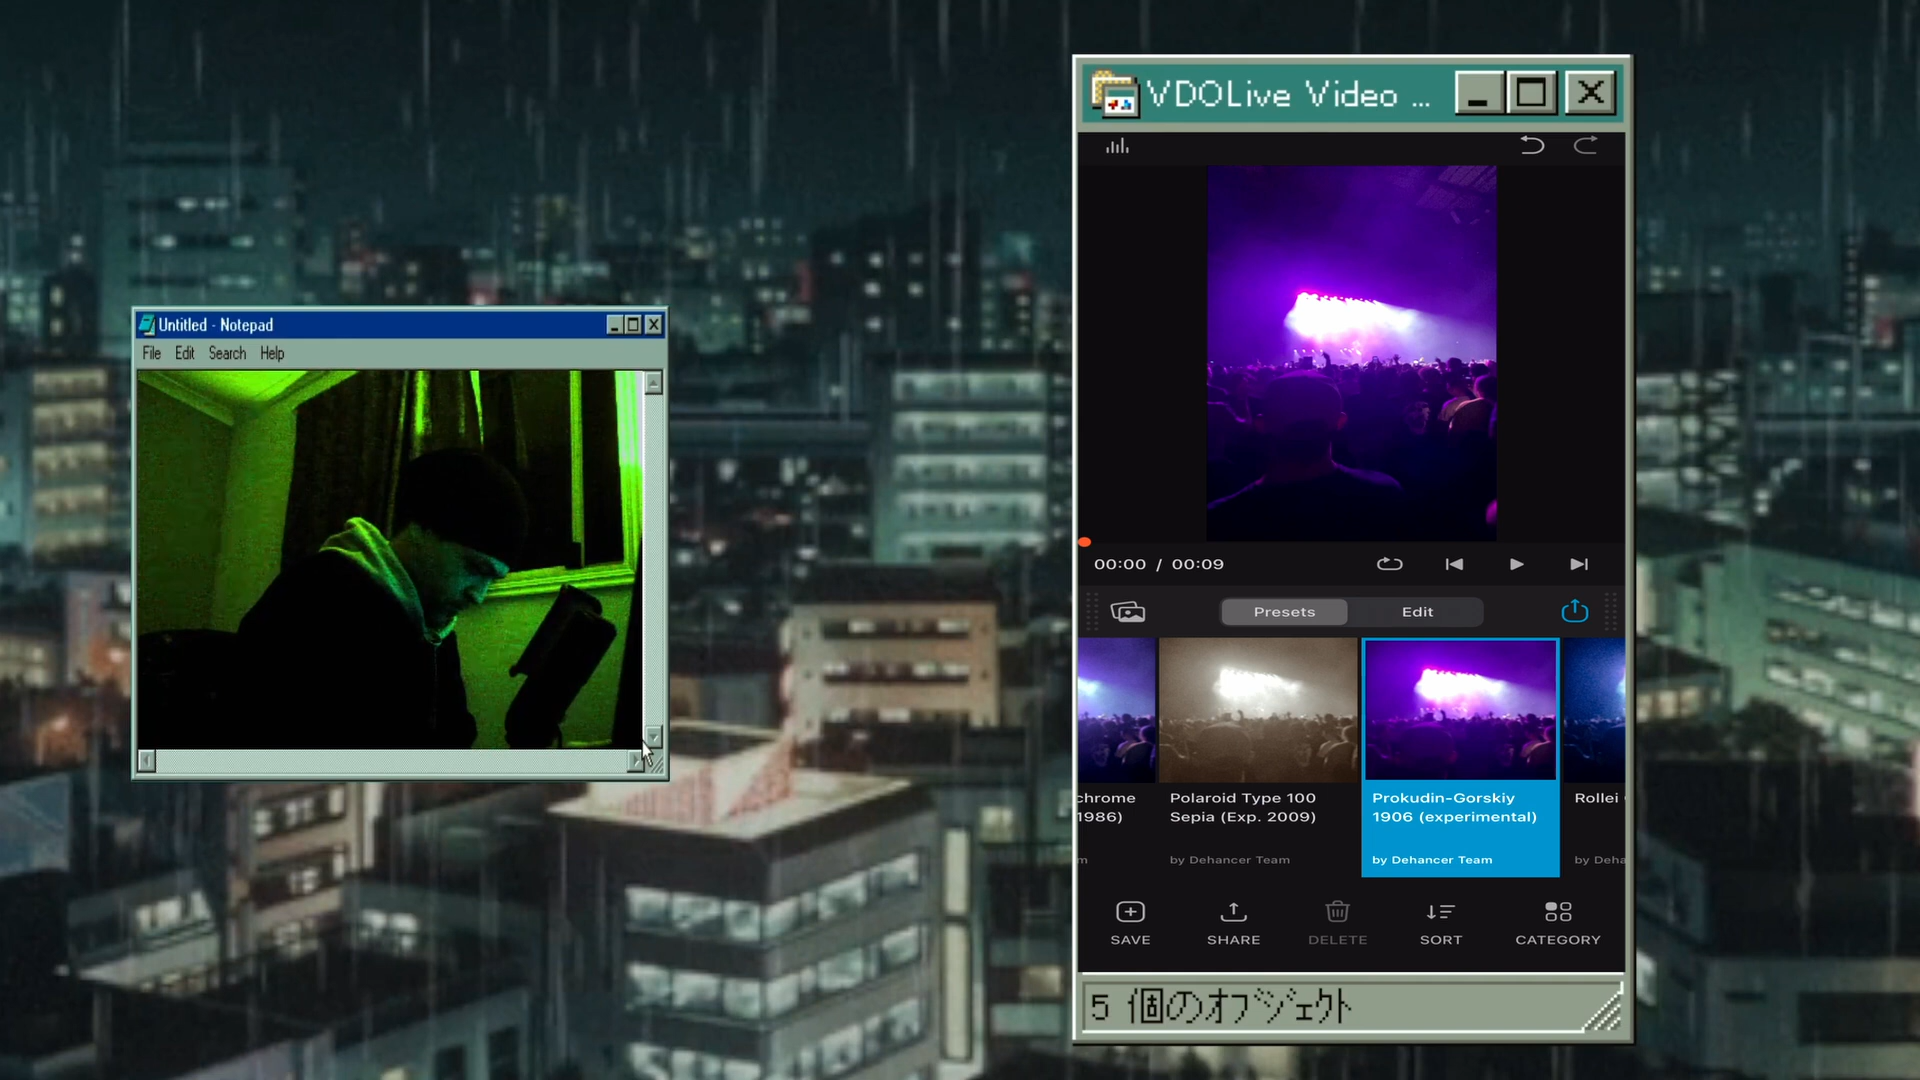 Untitled - Notepad
File Edit Search Help
VDOLive Video ...
00:00 / 00:09
Presets Edit
chrome
1986)
m
Polaroid Type 100
Sepia (Exp. 2009)
by Dehancer Team
Prokudin-Gorskiy
1906 (experimental)
by Dehancer Team
Rollei
by Deha
SAVE SHARE DELETE SORT CATEGORY
5 個のオブジェクト